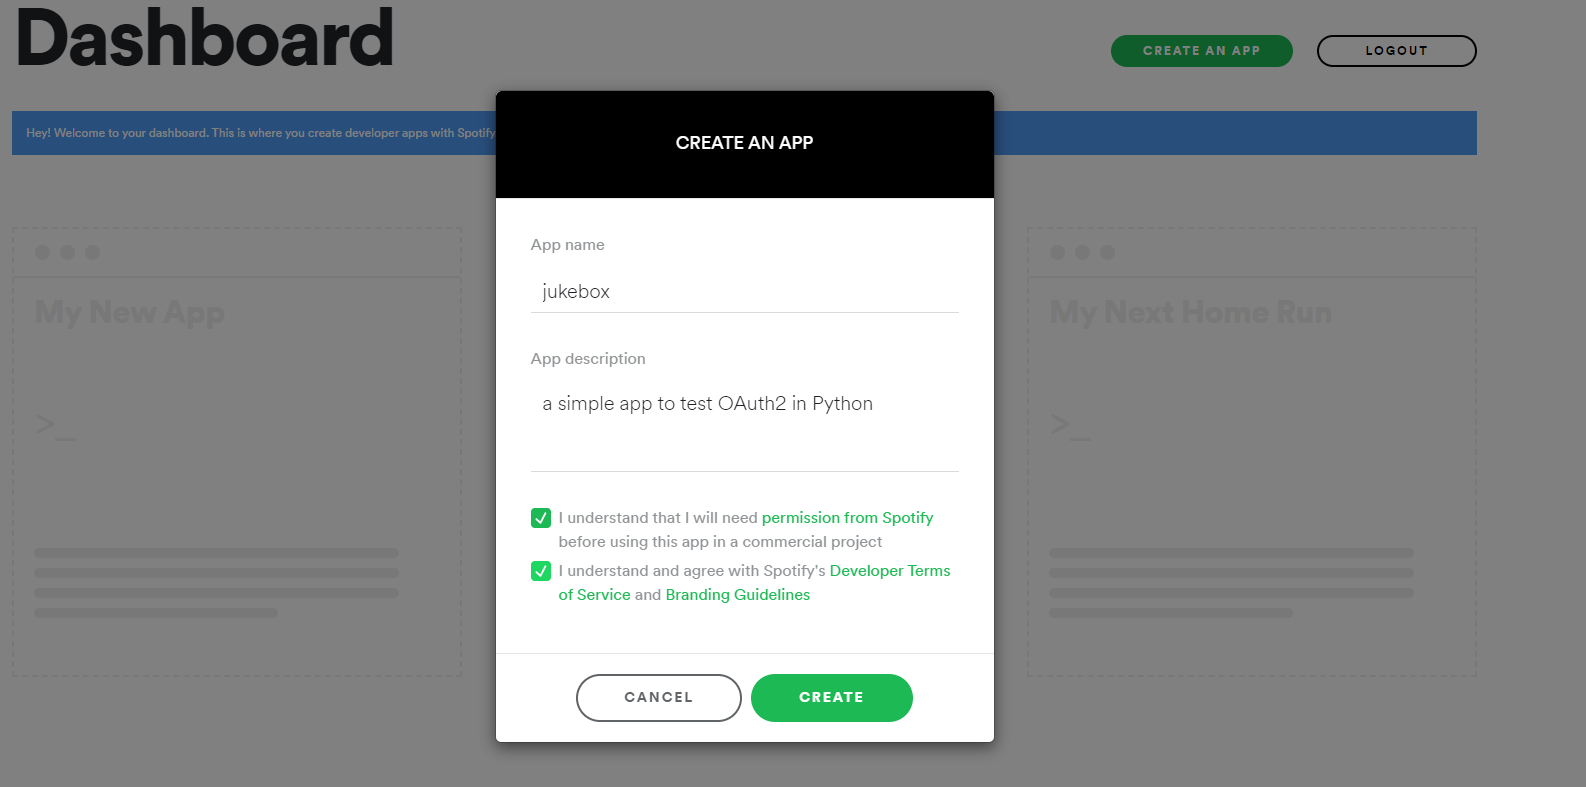 Dashboard
CREATE AN APP
LOGOUT
Hey! Welcome to your dashboard. This is where you create developer apps with Spotify
CREATE AN APP
App name
jukebox
App description
a simple app to test OAuth2 in Python
I understand that I will need permission from Spotify
before using this app in a commercial project
I understand and agree with Spotify's Developer Terms
of Service and Branding Guidelines
CANCEL
CREATE
My New App
>_
My Next Home Run
>_